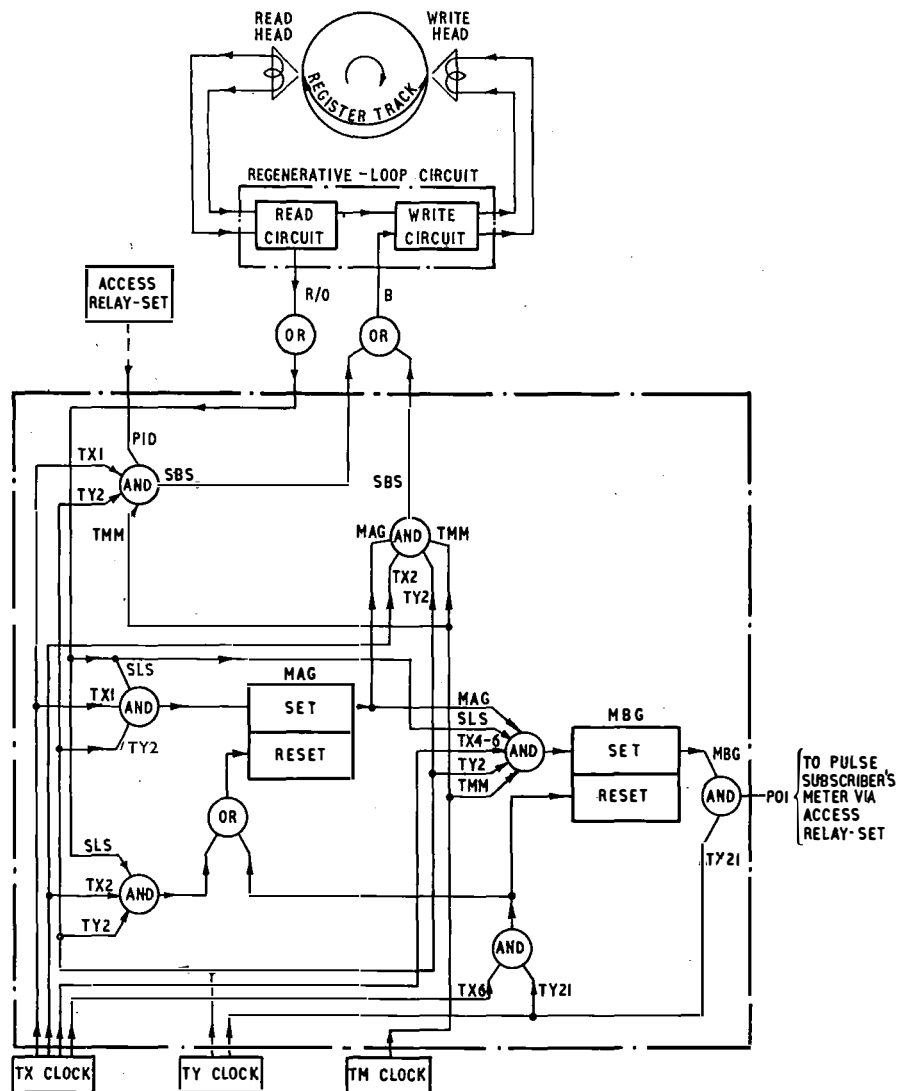 READ
HEAD
WRITE
HEAD
REGISTER TRACK
REGENERATIVE-LOOP CIRCUIT
READ
CIRCUIT
WRITE
CIRCUIT
ACCESS
RELAY-SET
R/O
B
OR
OR
PID
TX1
AND
SBS
TY2
TMM
SBS
MAG
AND
TMM
TX2
TY2
SLS
MAG
TX1
AND
SET
MAG
MBG
SLS
TY2
RESET
TX4-6
AND
SET
MBG
TY2
TMM
RESET
AND
POI
TO PULSE
SUBSCRIBER'S
METER VIA
ACCESS
RELAY-SET
OR
SLS
TX2
AND
TY2
TY21
AND
TX6
TY21
TX CLOCK
TY CLOCK
TM CLOCK